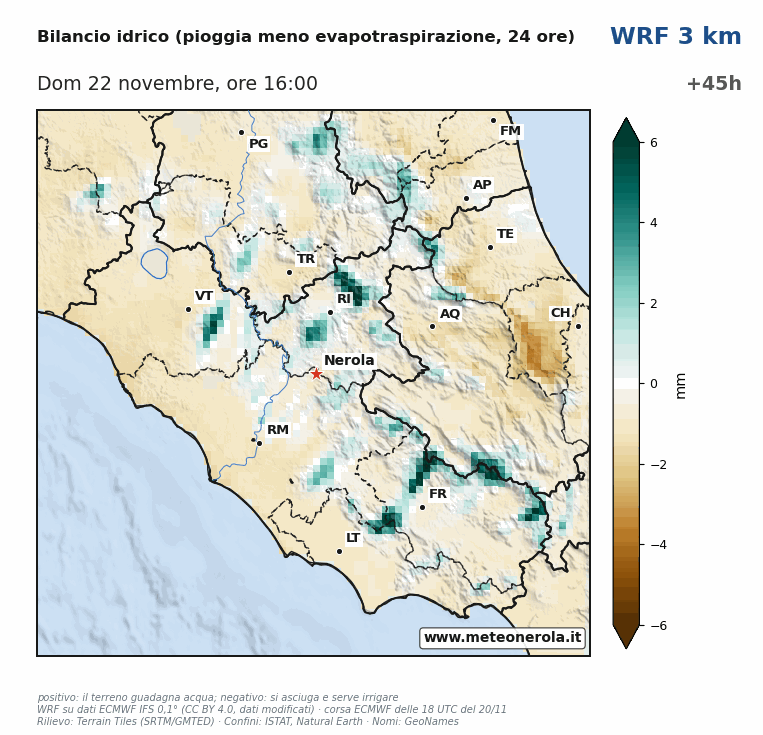 Bilancio idrico (pioggia meno evapotraspirazione, 24 ore)
WRF 3 km
Dom 22 novembre, ore 16:00
+45h
FM
PG
AP
TE
TR
VT
RI
AQ
CH
Nerola
RM
FR
LT
www.meteonerola.it
6
4
2
0
−2
−4
−6
mm
positivo: il terreno guadagna acqua; negativo: si asciuga e serve irrigare
WRF su dati ECMWF IFS 0,1° (CC BY 4.0, dati modificati) · corsa ECMWF delle 18 UTC del 20/11
Rilievo: Terrain Tiles (SRTM/GMTED) · Confini: ISTAT, Natural Earth · Nomi: GeoNames